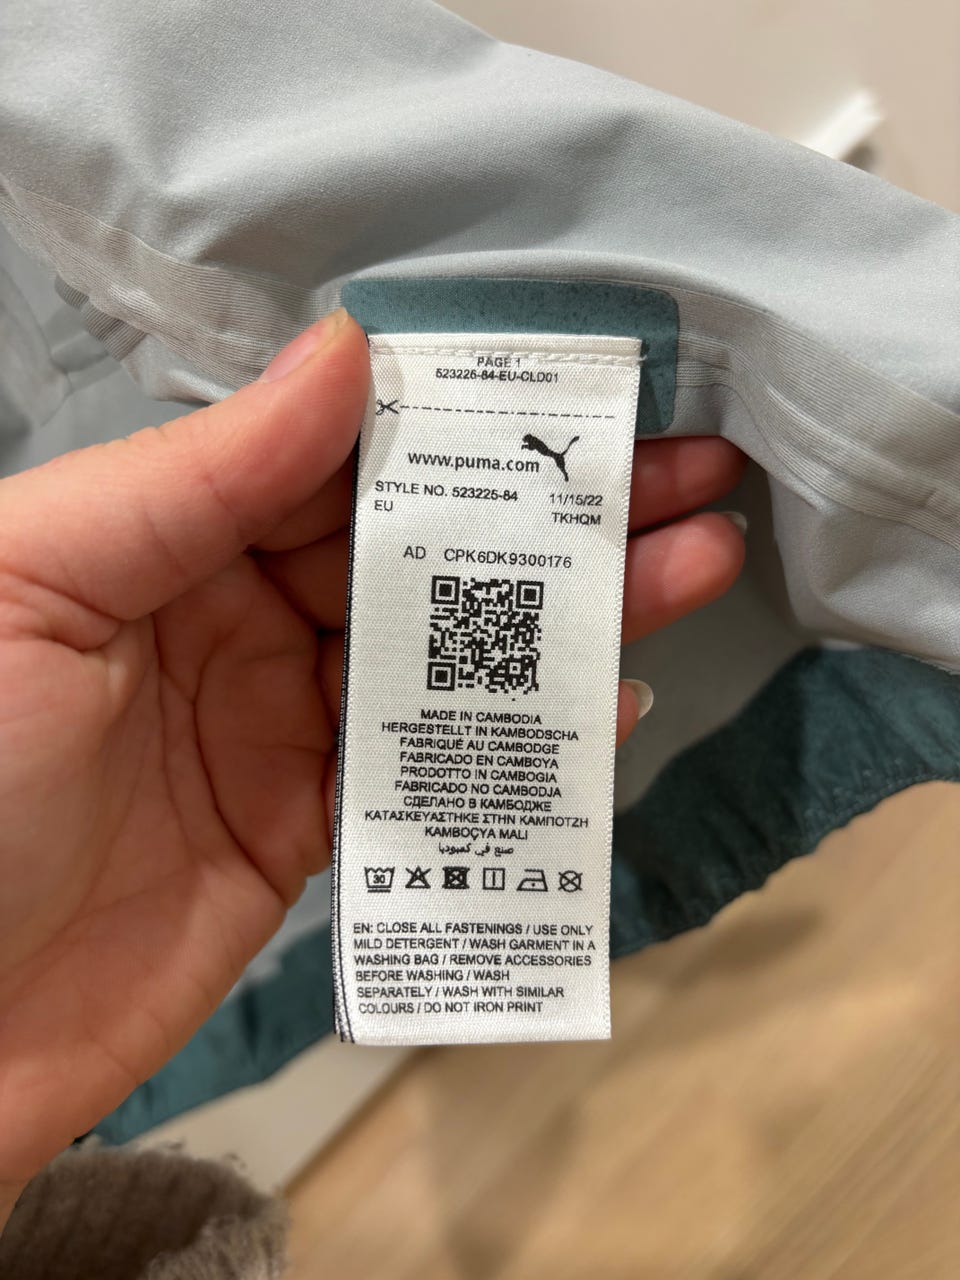 PAGE 1
523225-84-EU-CLD01
www.puma.com
STYLE NO. 523225-84 11/15/22
EU TKHQM
AD CPK6DK9300176
MADE IN CAMBODIA
HERGESTELLT IN KAMBODSCHA
FABRIQUÉ AU CAMBODGE
FABRICADO EN CAMBOYA
PRODOTTO IN CAMBOGIA
FABRICADO NO CAMBODJA
СДЕЛАНО В КАМБОДЖЕ
ΚΑΤΑΣΚΕΥΑΣΤΗΚΕ ΣΤΗΝ ΚΑΜΠΟΤΖΗ
KAMBOÇYA MALI
صنع في كمبوديا
30
EN: CLOSE ALL FASTENINGS / USE ONLY
MILD DETERGENT / WASH GARMENT IN A
WASHING BAG / REMOVE ACCESSORIES
BEFORE WASHING / WASH
SEPARATELY / WASH WITH SIMILAR
COLOURS / DO NOT IRON PRINT